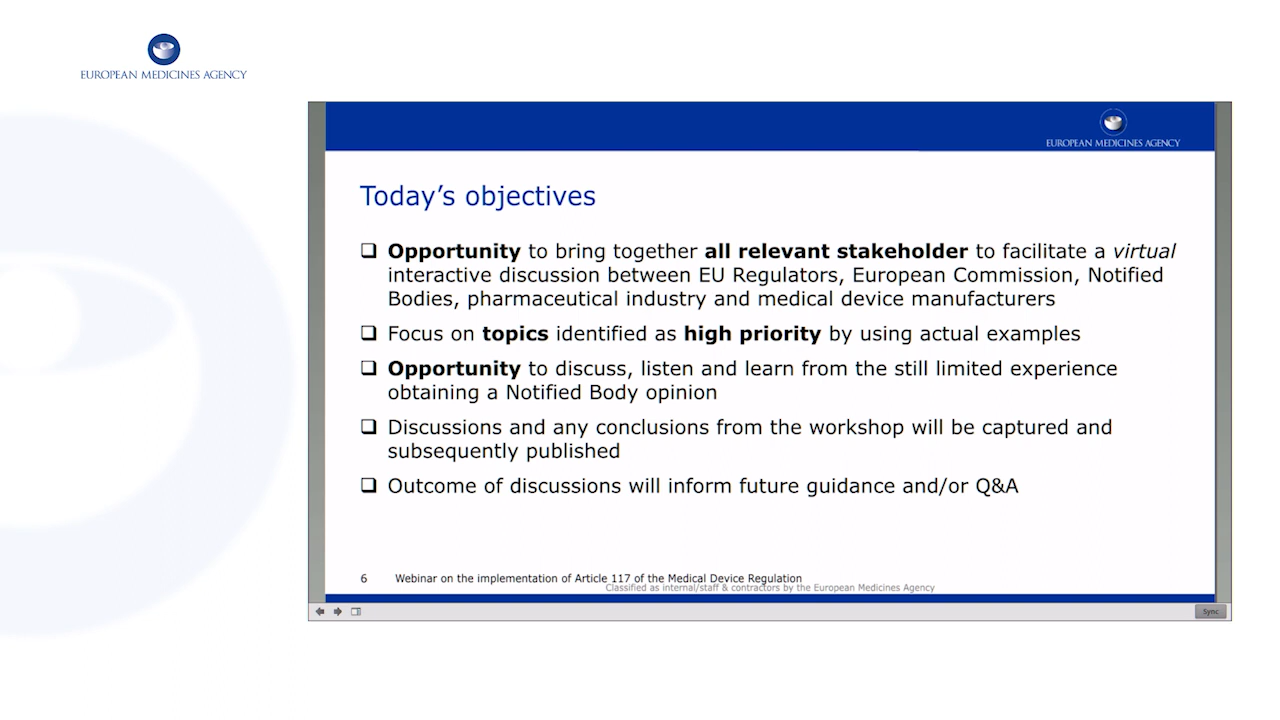 EUROPEAN MEDICINES AGENCY
EUROPEAN MEDICINES AGENCY
Today's objectives
❑ Opportunity to bring together all relevant stakeholder to facilitate a virtual
interactive discussion between EU Regulators, European Commission, Notified
Bodies, pharmaceutical industry and medical device manufacturers
❑ Focus on topics identified as high priority by using actual examples
❑ Opportunity to discuss, listen and learn from the still limited experience
obtaining a Notified Body opinion
❑ Discussions and any conclusions from the workshop will be captured and
subsequently published
❑ Outcome of discussions will inform future guidance and/or Q&A
6 Webinar on the implementation of Article 117 of the Medical Device Regulation
Classified as internal/staff & contractors by the European Medicines Agency
Sync